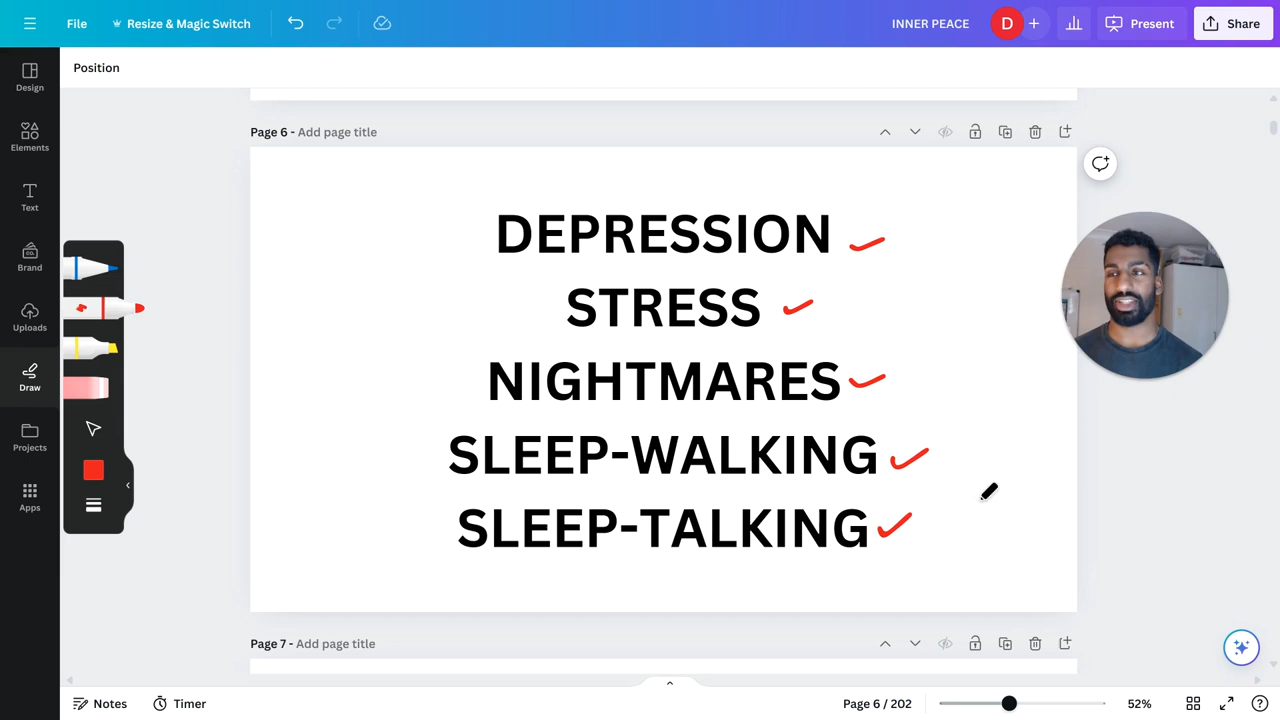 File
Resize & Magic Switch
INNER PEACE
D
Present
Share
Position
Design
Elements
Text
Brand
Uploads
Draw
Projects
Apps
Page 6 - Add page title
DEPRESSION
STRESS
NIGHTMARES
SLEEP-WALKING
SLEEP-TALKING
Page 7 - Add page title
Notes
Timer
Page 6 / 202
52%